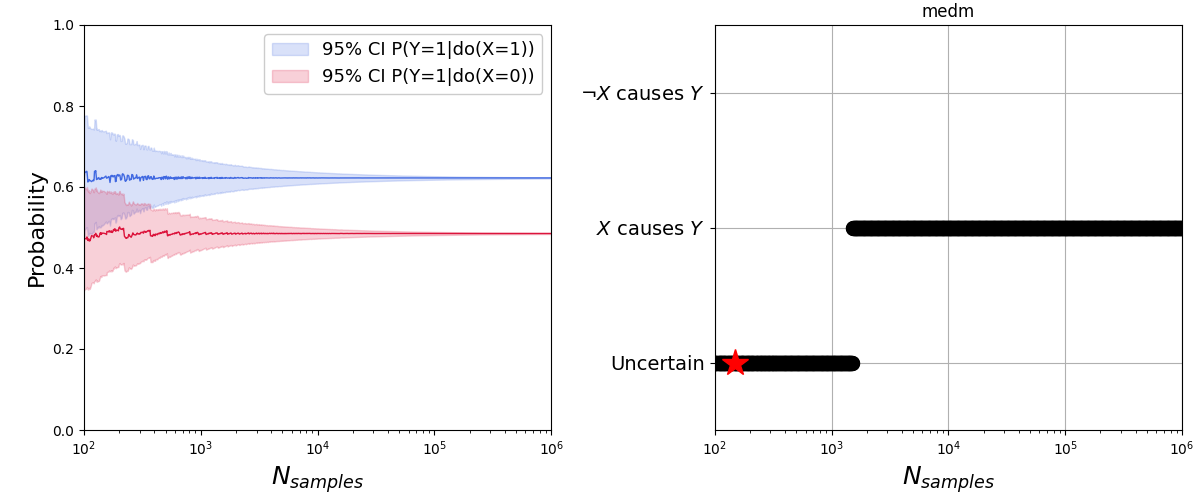 1.0
0.8
0.6
0.4
0.2
0.0
Probability
10^2
10^3
10^4
10^5
10^6
N_samples
95% CI P(Y=1|do(X=1))
95% CI P(Y=1|do(X=0))
medm
¬X causes Y
X causes Y
Uncertain
10^2
10^3
10^4
10^5
10^6
N_samples